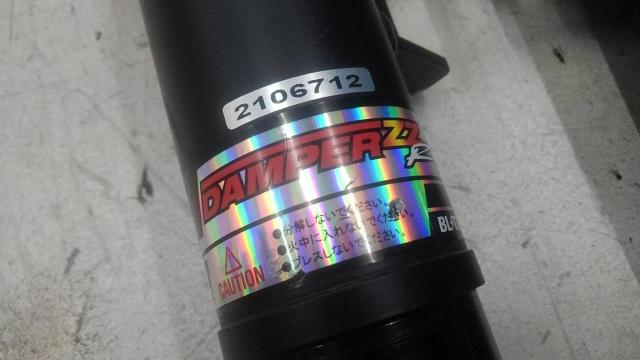 2106712
DAMPER ZZ R
●分解しないでください。
●火中に入れないでください。
●プレスしないでください。
CAUTION